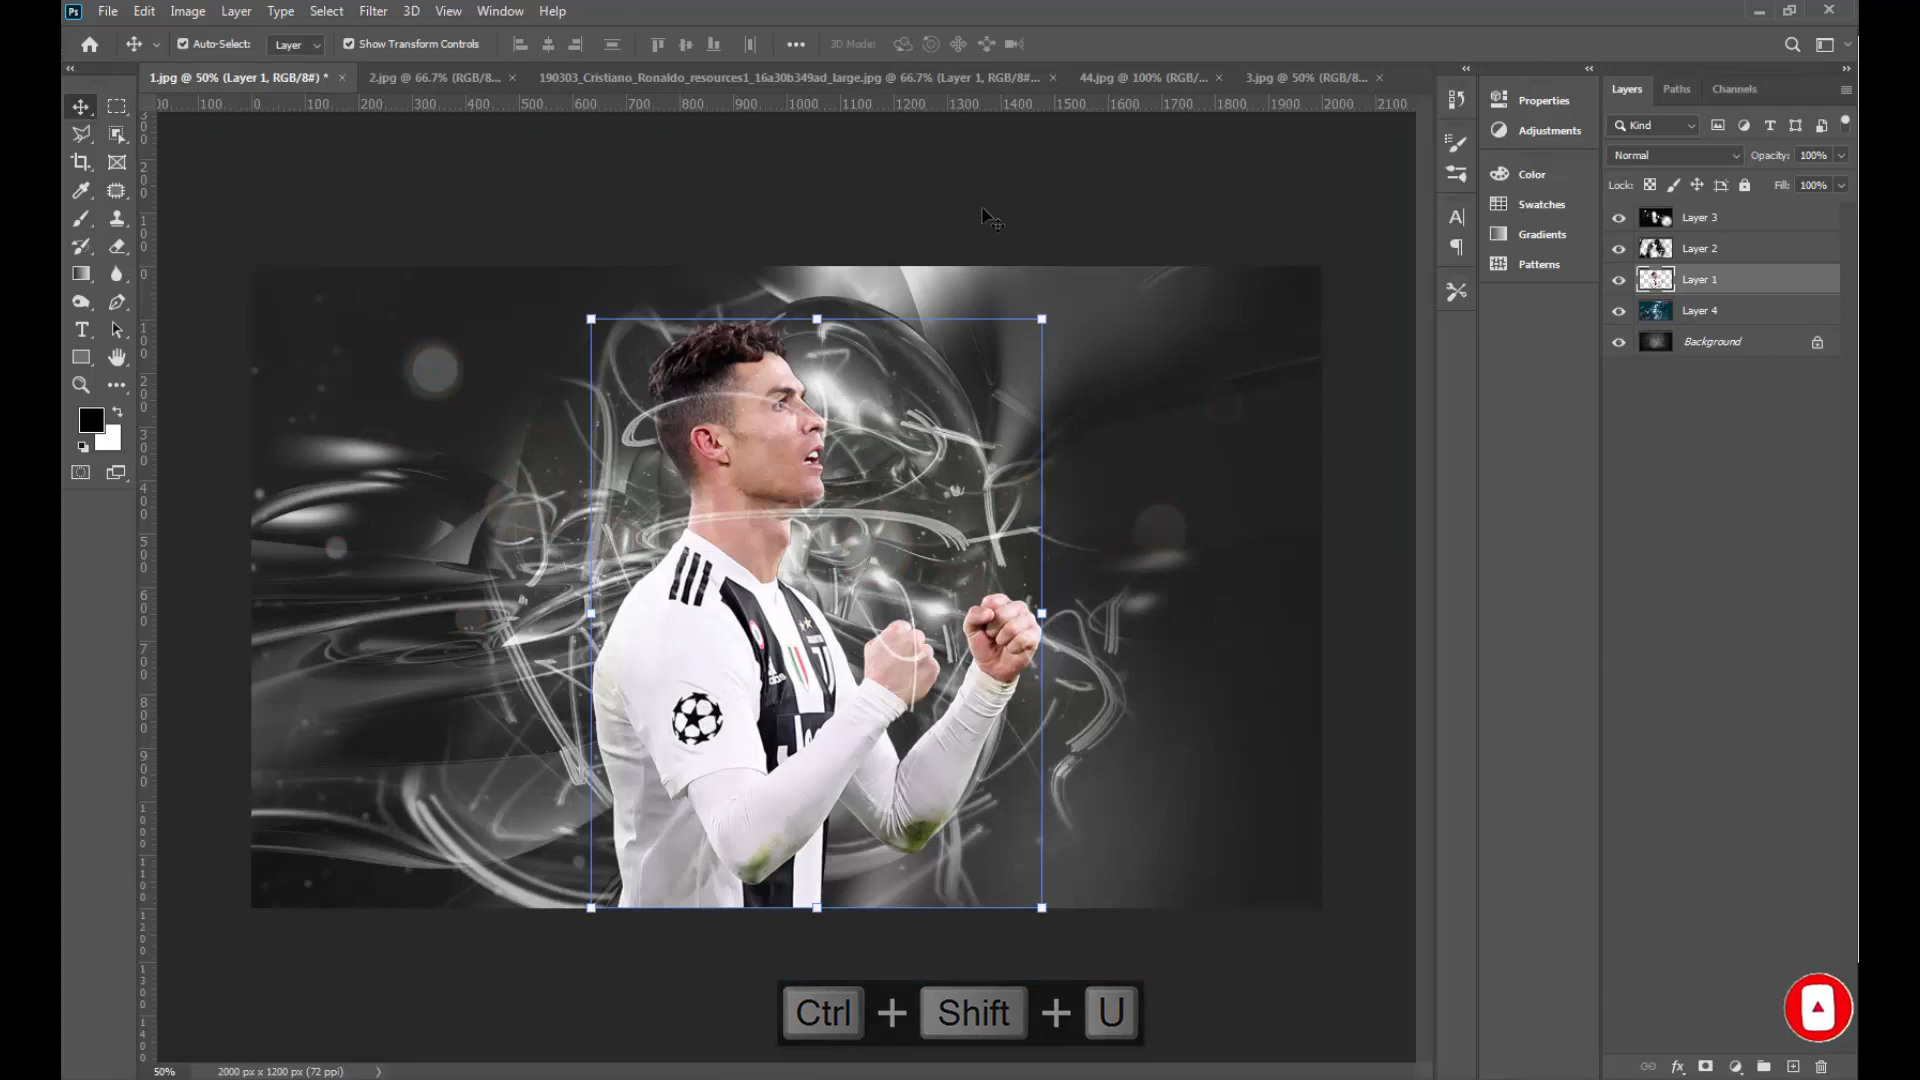 Ps File Edit Image Layer Type Select Filter 3D View Window Help
Auto-Select: Layer Show Transform Controls 3D Mode:
1.jpg @ 50% (Layer 1, RGB/8#) * 2.jpg @ 66.7% (RGB/8... 190303_Cristiano_Ronaldo_resources1_16a30b349ad_large.jpg @ 66.7% (Layer 1, RGB/8#... 44.jpg @ 100% (RGB/... 3.jpg @ 50% (RGB/8...
00 100 0 100 200 300 400 500 600 700 800 900 1000 1100 1200 1300 1400 1500 1600 1700 1800 1900 2000 2100
Properties
Adjustments
Color
Swatches
Gradients
Patterns
Layers Paths Channels
Kind
Normal Opacity: 100%
Lock: Fill: 100%
Layer 3
Layer 2
Layer 1
Layer 4
Background
Ctrl + Shift + U
50% 2000 px x 1200 px (72 ppi)